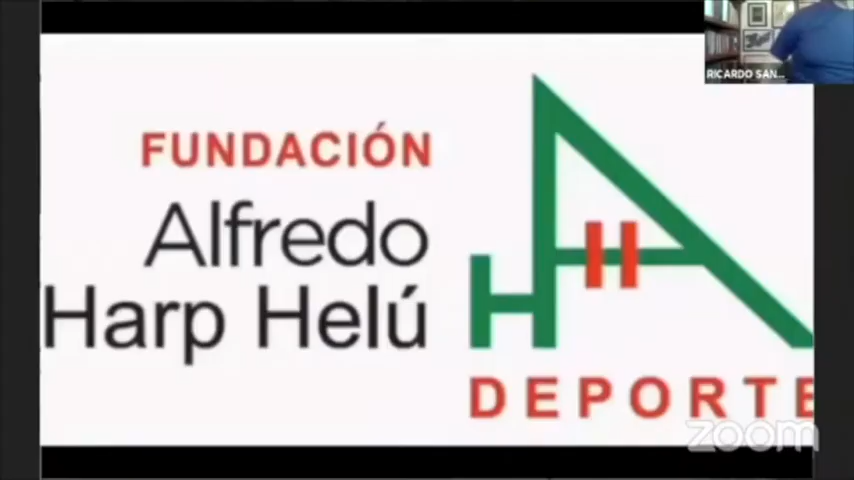 RICARDO SAN...
FUNDACIÓN
Alfredo
Harp Helú
DEPORTE
zoom